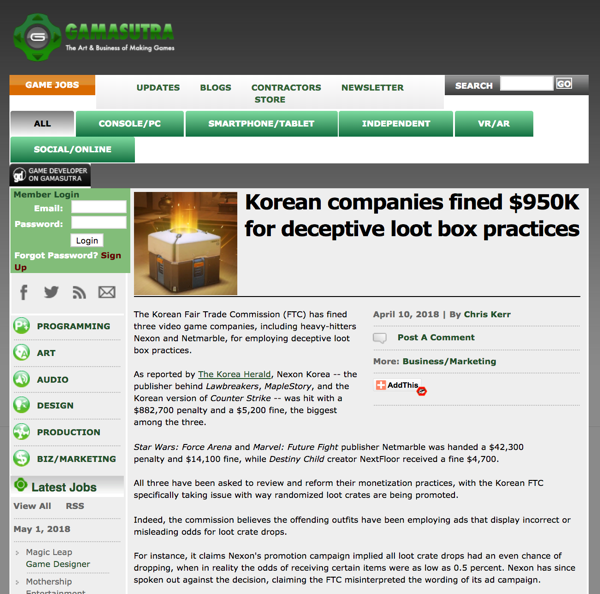 GAMASUTRA
The Art & Business of Making Games
GAME JOBS
UPDATES BLOGS CONTRACTORS NEWSLETTER
STORE
SEARCH GO
ALL CONSOLE/PC SMARTPHONE/TABLET INDEPENDENT VR/AR
SOCIAL/ONLINE
gd GAME DEVELOPER
ON GAMASUTRA
Member Login
Email:
Password:
Login
Forgot Password? Sign
Up
PROGRAMMING
ART
AUDIO
DESIGN
PRODUCTION
BIZ/MARKETING
Latest Jobs
View All RSS
May 1, 2018
Magic Leap
Game Designer
Mothership
Entertainment
Korean companies fined $950K
for deceptive loot box practices
April 10, 2018 | By Chris Kerr
Post A Comment
More: Business/Marketing
AddThis
The Korean Fair Trade Commission (FTC) has fined
three video game companies, including heavy-hitters
Nexon and Netmarble, for employing deceptive loot
box practices.
As reported by The Korea Herald, Nexon Korea -- the
publisher behind Lawbreakers, MapleStory, and the
Korean version of Counter Strike -- was hit with a
$882,700 penalty and a $5,200 fine, the biggest
among the three.
Star Wars: Force Arena and Marvel: Future Fight publisher Netmarble was handed a $42,300
penalty and $14,100 fine, while Destiny Child creator NextFloor received a fine $4,700.
All three have been asked to review and reform their monetization practices, with the Korean FTC
specifically taking issue with way randomized loot crates are being promoted.
Indeed, the commission believes the offending outfits have been employing ads that display incorrect or
misleading odds for loot crate drops.
For instance, it claims Nexon's promotion campaign implied all loot crate drops had an even chance of
dropping, when in reality the odds of receiving certain items were as low as 0.5 percent. Nexon has since
spoken out against the decision, claiming the FTC misinterpreted the wording of its ad campaign.